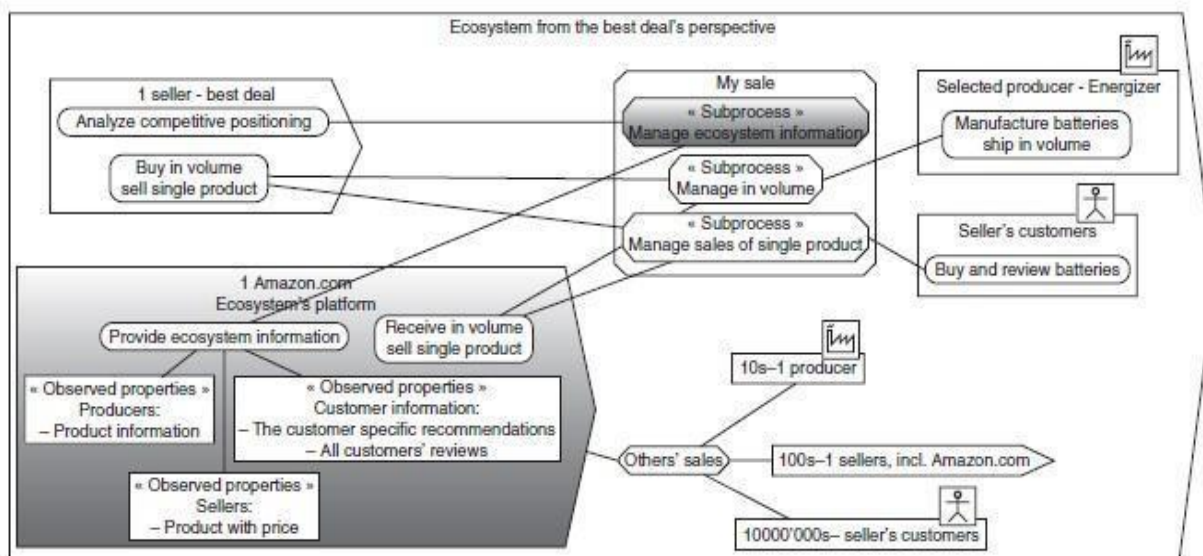 Ecosystem from the best deal's perspective
1 seller - best deal
Analyze competitive positioning
Buy in volume
sell single product
My sale
« Subprocess »
Manage ecosystem information
« Subprocess »
Manage in volume
« Subprocess »
Manage sales of single product
Selected producer - Energizer
Manufacture batteries
ship in volume
Seller's customers
Buy and review batteries
1 Amazon.com
Ecosystem's platform
Provide ecosystem information
Receive in volume
sell single product
« Observed properties »
Producers:
– Product information
« Observed properties »
Customer information:
– The customer specific recommendations
– All customers' reviews
« Observed properties »
Sellers:
– Product with price
10s–1 producer
Others' sales
100s–1 sellers, incl. Amazon.com
10000'000s– seller's customers